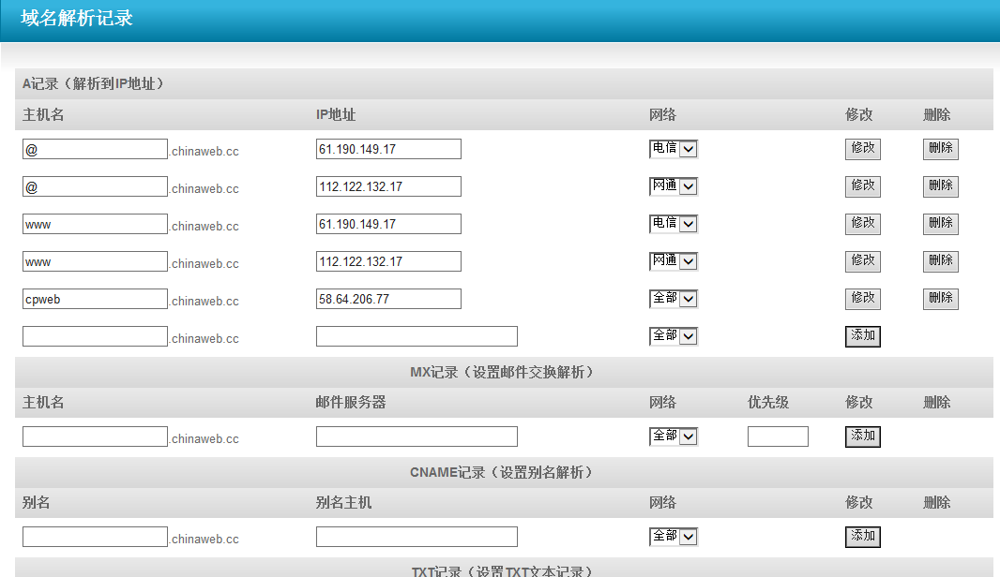 域名解析记录
A记录（解析到IP地址）
主机名 IP地址 网络 修改 删除
@ .chinaweb.cc 61.190.149.17 电信 修改 删除
@ .chinaweb.cc 112.122.132.17 网通 修改 删除
www .chinaweb.cc 61.190.149.17 电信 修改 删除
www .chinaweb.cc 112.122.132.17 网通 修改 删除
cpweb .chinaweb.cc 58.64.206.77 全部 修改 删除
.chinaweb.cc 全部 添加
MX记录（设置邮件交换解析）
主机名 邮件服务器 网络 优先级 修改 删除
.chinaweb.cc 全部 添加
CNAME记录（设置别名解析）
别名 别名主机 网络 修改 删除
.chinaweb.cc 全部 添加
TXT记录（设置TXT文本记录）